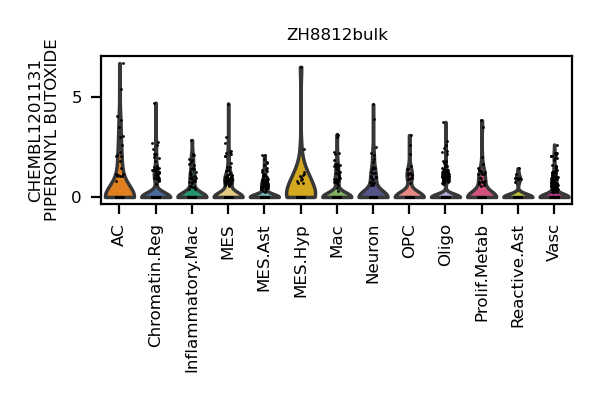 ZH8812bulk
CHEMBL1201131
PIPERONYL BUTOXIDE
5
0
AC
Chromatin.Reg
Inflammatory.Mac
MES
MES.Ast
MES.Hyp
Mac
Neuron
OPC
Oligo
Prolif.Metab
Reactive.Ast
Vasc